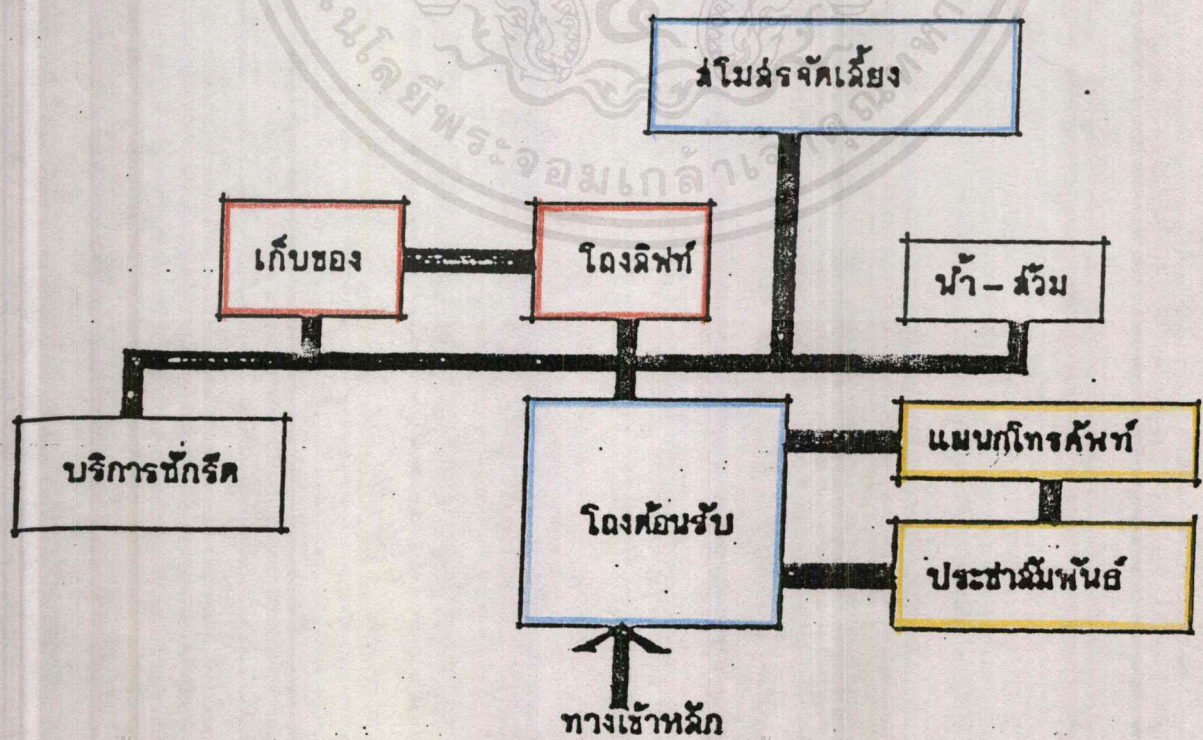 สโมสรจัดเลี้ยง
เก็บของ
โถงลิฟท์
น้ำ - ส้วม
บริการซักรีด
โถงต้อนรับ
แผนกโทรศัพท์
ประชาสัมพันธ์
ทางเข้าหลัก